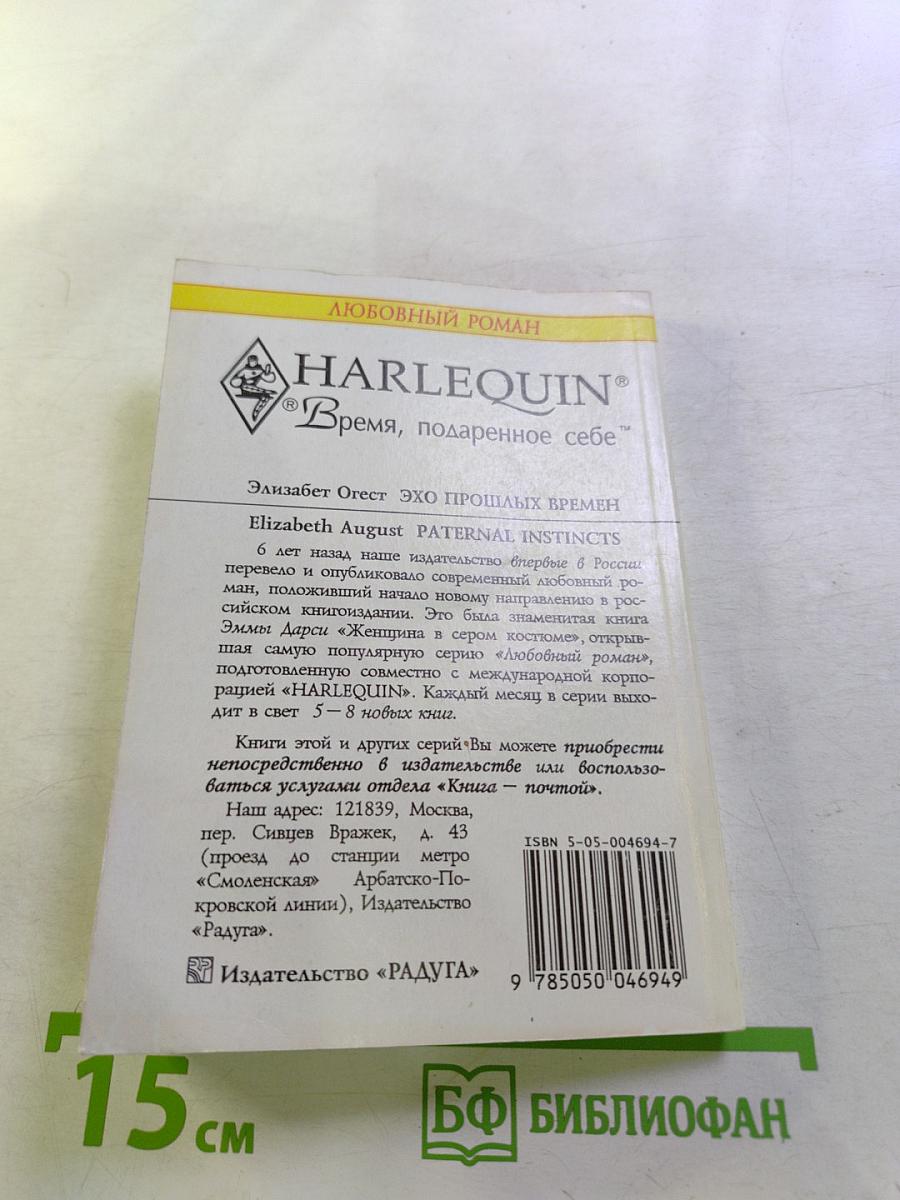 ЛЮБОВНЫЙ РОМАН
HARLEQUIN®
® Время, подаренное себе™
Элизабет Огест ЭХО ПРОШЛЫХ ВРЕМЕН
Elizabeth August PATERNAL INSTINCTS
6 лет назад наше издательство впервые в России
перевело и опубликовало современный любовный ро-
ман, положивший начало новому направлению в рос-
сийском книгоиздании. Это была знаменитая книга
Эммы Дарси «Женщина в сером костюме», открыв-
шая самую популярную серию «Любовный роман»,
подготовленную совместно с международной корпо-
рацией «HARLEQUIN». Каждый месяц в серии выхо-
дит в свет 5 — 8 новых книг.
Книги этой и других серий Вы можете приобрести
непосредственно в издательстве или воспользо-
ваться услугами отдела «Книга — почтой».
Наш адрес: 121839, Москва,
пер. Сивцев Вражек, д. 43
(проезд до станции метро
«Смоленская» Арбатско-По-
кровской линии), Издательство
«Радуга».
Издательство «РАДУГА»
ISBN 5-05-004694-7
9 785050 046949
15 см
БФ БИБЛИОФАН